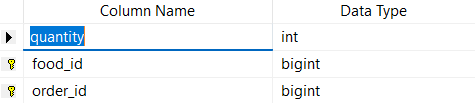 Column Name Data Type
quantity int
food_id bigint
order_id bigint